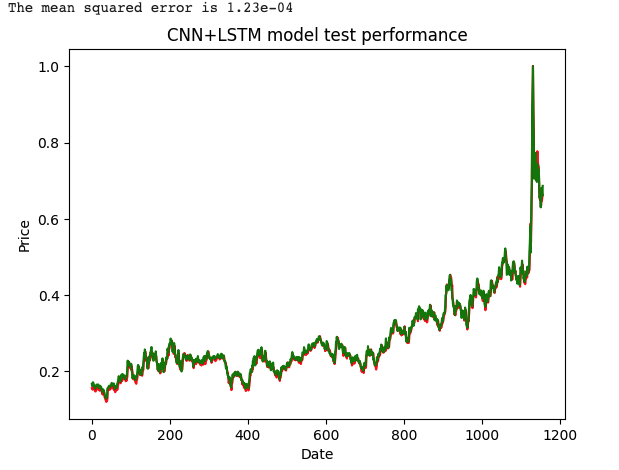 The mean squared error is 1.23e-04
CNN+LSTM model test performance
1.0
0.8
0.6
0.4
0.2
Price
0 200 400 600 800 1000 1200
Date